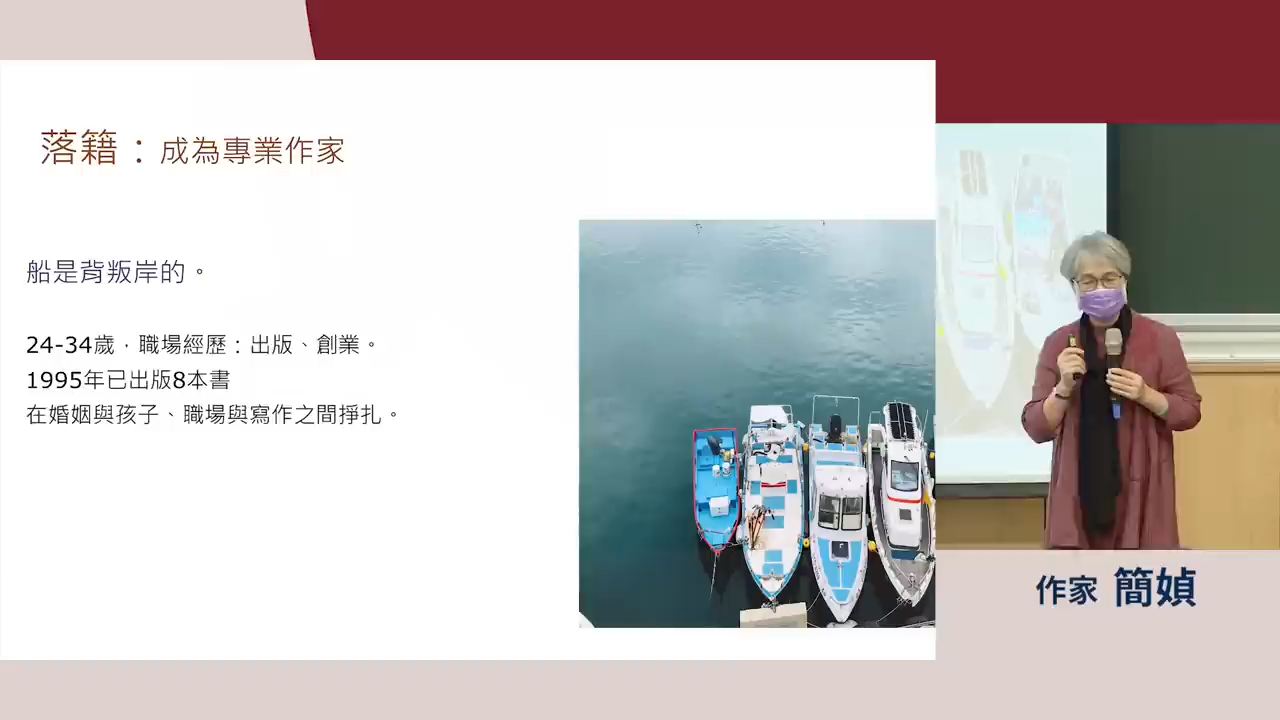 落籍：成為專業作家
船是背叛岸的。
24-34歲，職場經歷：出版、創業。
1995年已出版8本書
在婚姻與孩子、職場與寫作之間掙扎。
作家 簡媜